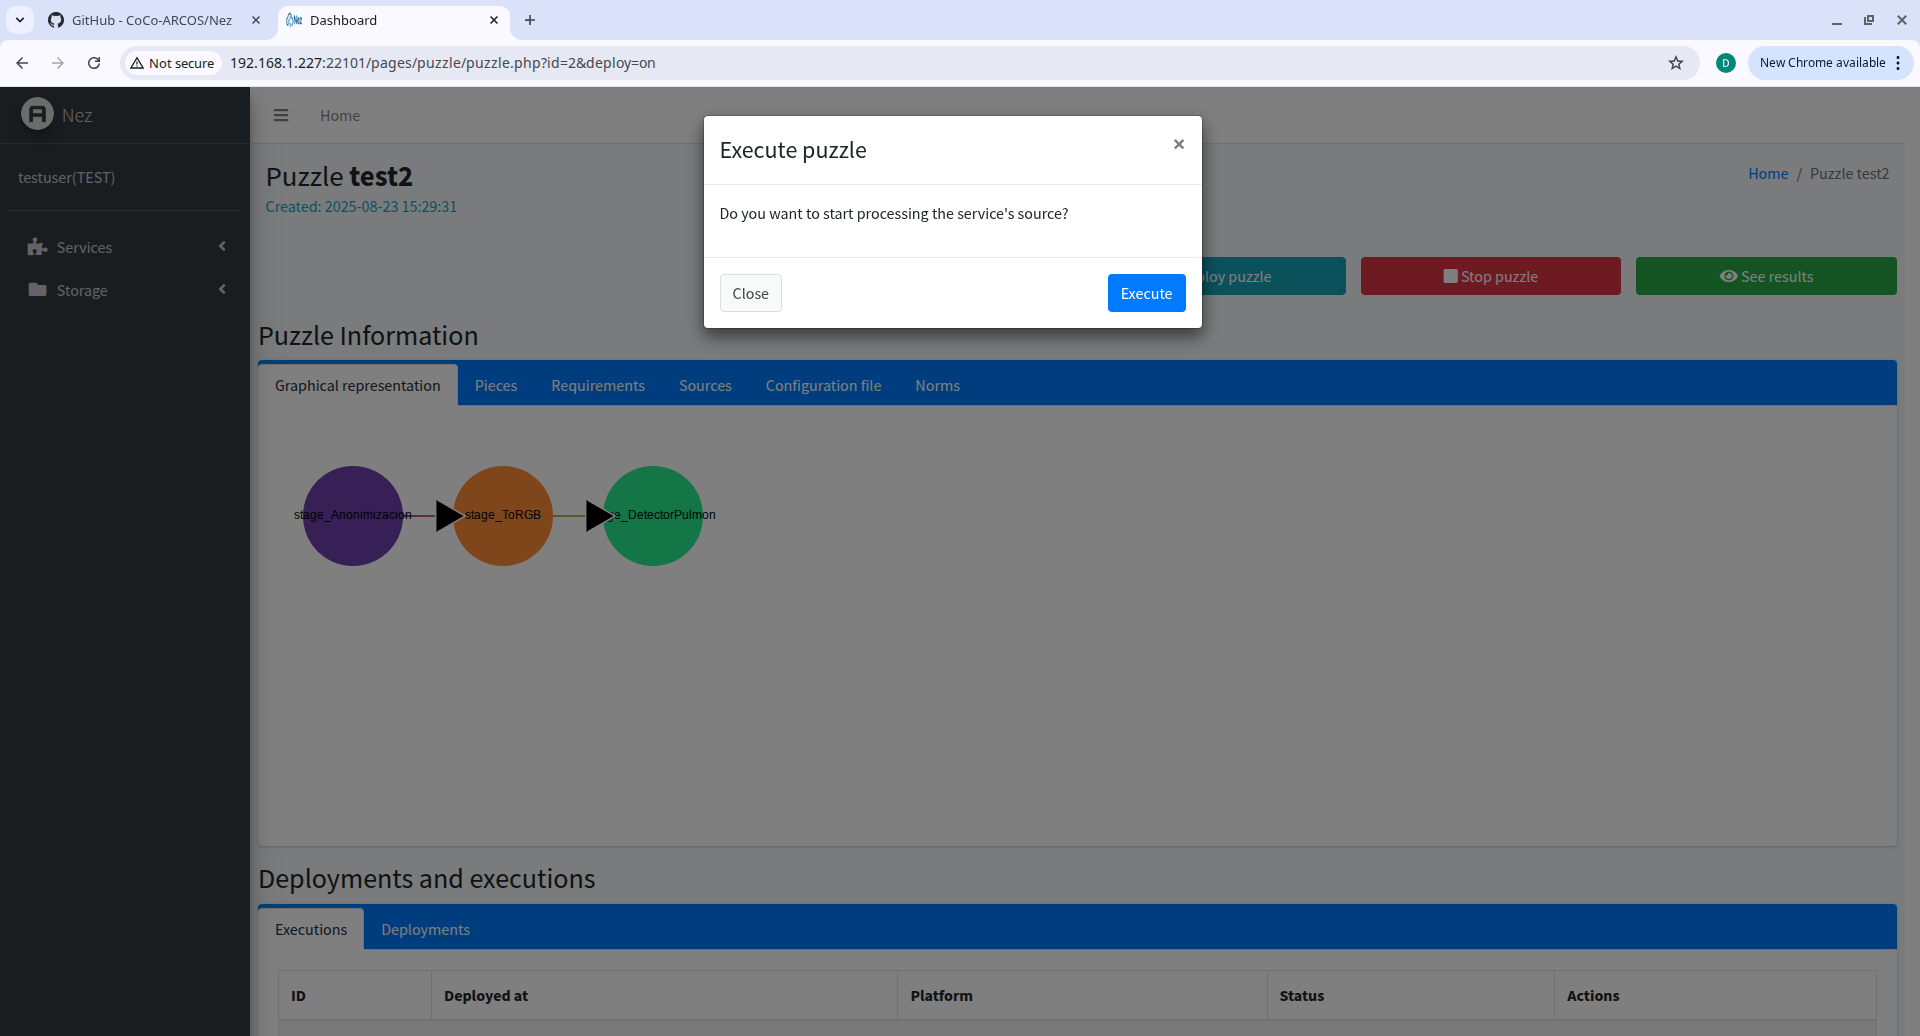 GitHub - CoCo-ARCOS/Nez
Dashboard
Not secure
192.168.1.227:22101/pages/puzzle/puzzle.php?id=2&deploy=on
D
New Chrome available
Nez
Home
Execute puzzle
×
testuser(TEST)
Puzzle test2
Home / Puzzle test2
Created: 2025-08-23 15:29:31
Do you want to start processing the service's source?
Services
Storage
loy puzzle
Stop puzzle
See results
Close
Execute
Puzzle Information
Graphical representation
Pieces
Requirements
Sources
Configuration file
Norms
stage_Anonimizacion
stage_ToRGB
ge_DetectorPulmon
Deployments and executions
Executions
Deployments
ID
Deployed at
Platform
Status
Actions